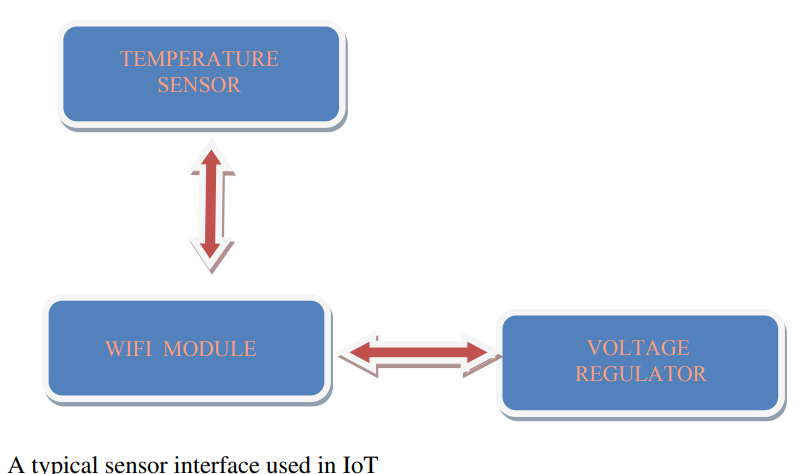 TEMPERATURE
SENSOR
WIFI MODULE
VOLTAGE
REGULATOR
A typical sensor interface used in IoT